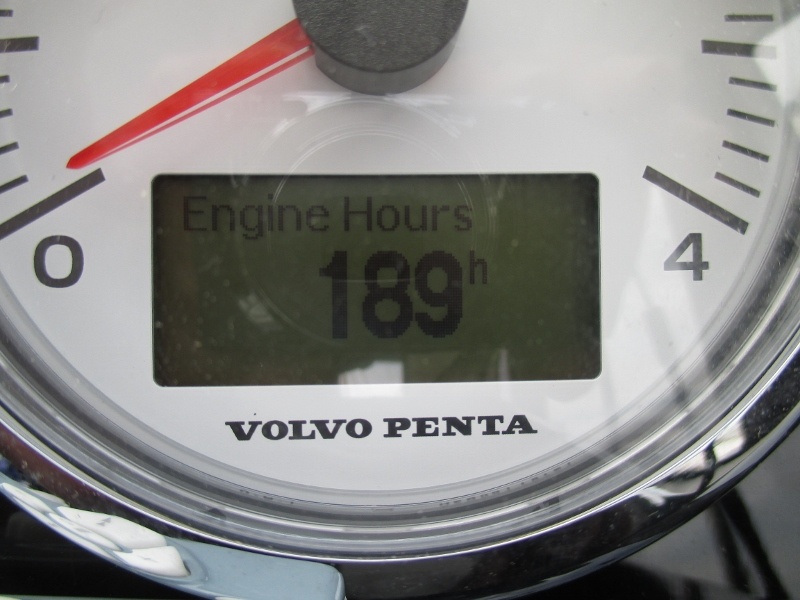 Engine Hours
189h
0
4
VOLVO PENTA